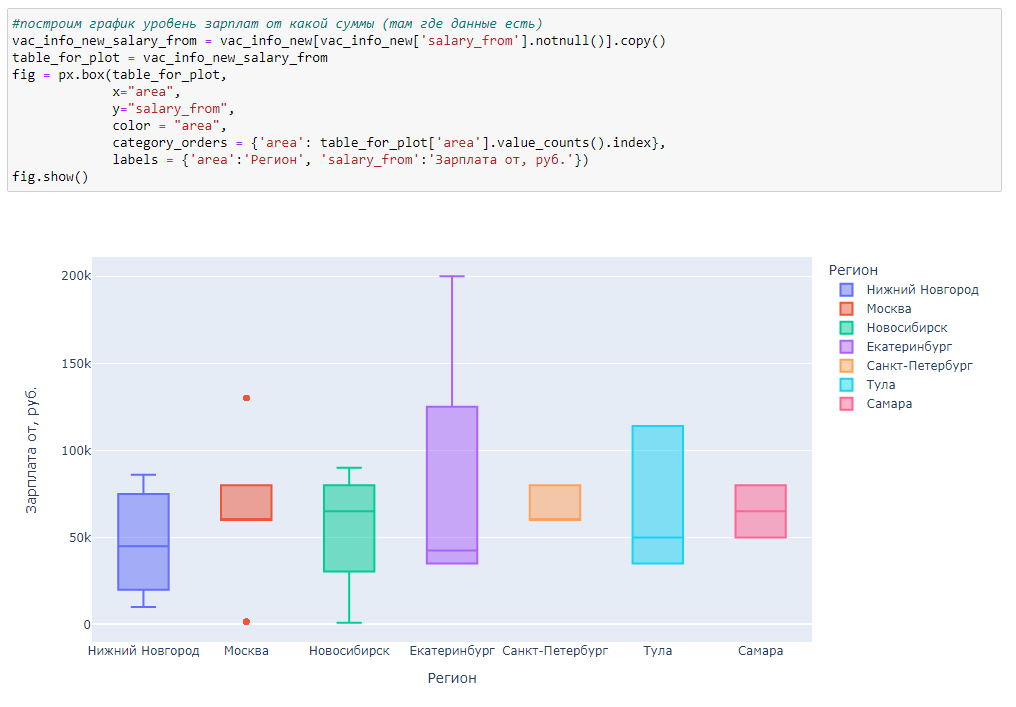 #построим график уровень зарплат от какой суммы (там где данные есть)
vac_info_new_salary_from = vac_info_new[vac_info_new['salary_from'].notnull()].copy()
table_for_plot = vac_info_new_salary_from
fig = px.box(table_for_plot,
x="area",
y="salary_from",
color = "area",
category_orders = {'area': table_for_plot['area'].value_counts().index},
labels = {'area':'Регион', 'salary_from':'Зарплата от, руб.'})
fig.show()
200k
150k
100k
50k
0
Зарплата от, руб.
Нижний Новгород
Москва
Новосибирск
Екатеринбург
Санкт-Петербург
Тула
Самара
Регион
Регион
Нижний Новгород
Москва
Новосибирск
Екатеринбург
Санкт-Петербург
Тула
Самара